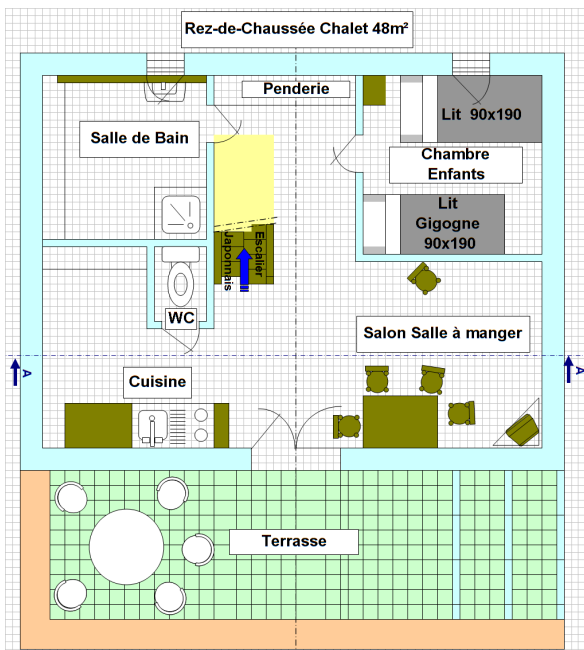 Rez-de-Chaussée Chalet 48m²
Penderie
Lit 90x190
Salle de Bain
Chambre
Enfants
Lit
Gigogne
90x190
Escalier
Japonnais
WC
Salon Salle à manger
A
A
Cuisine
Terrasse